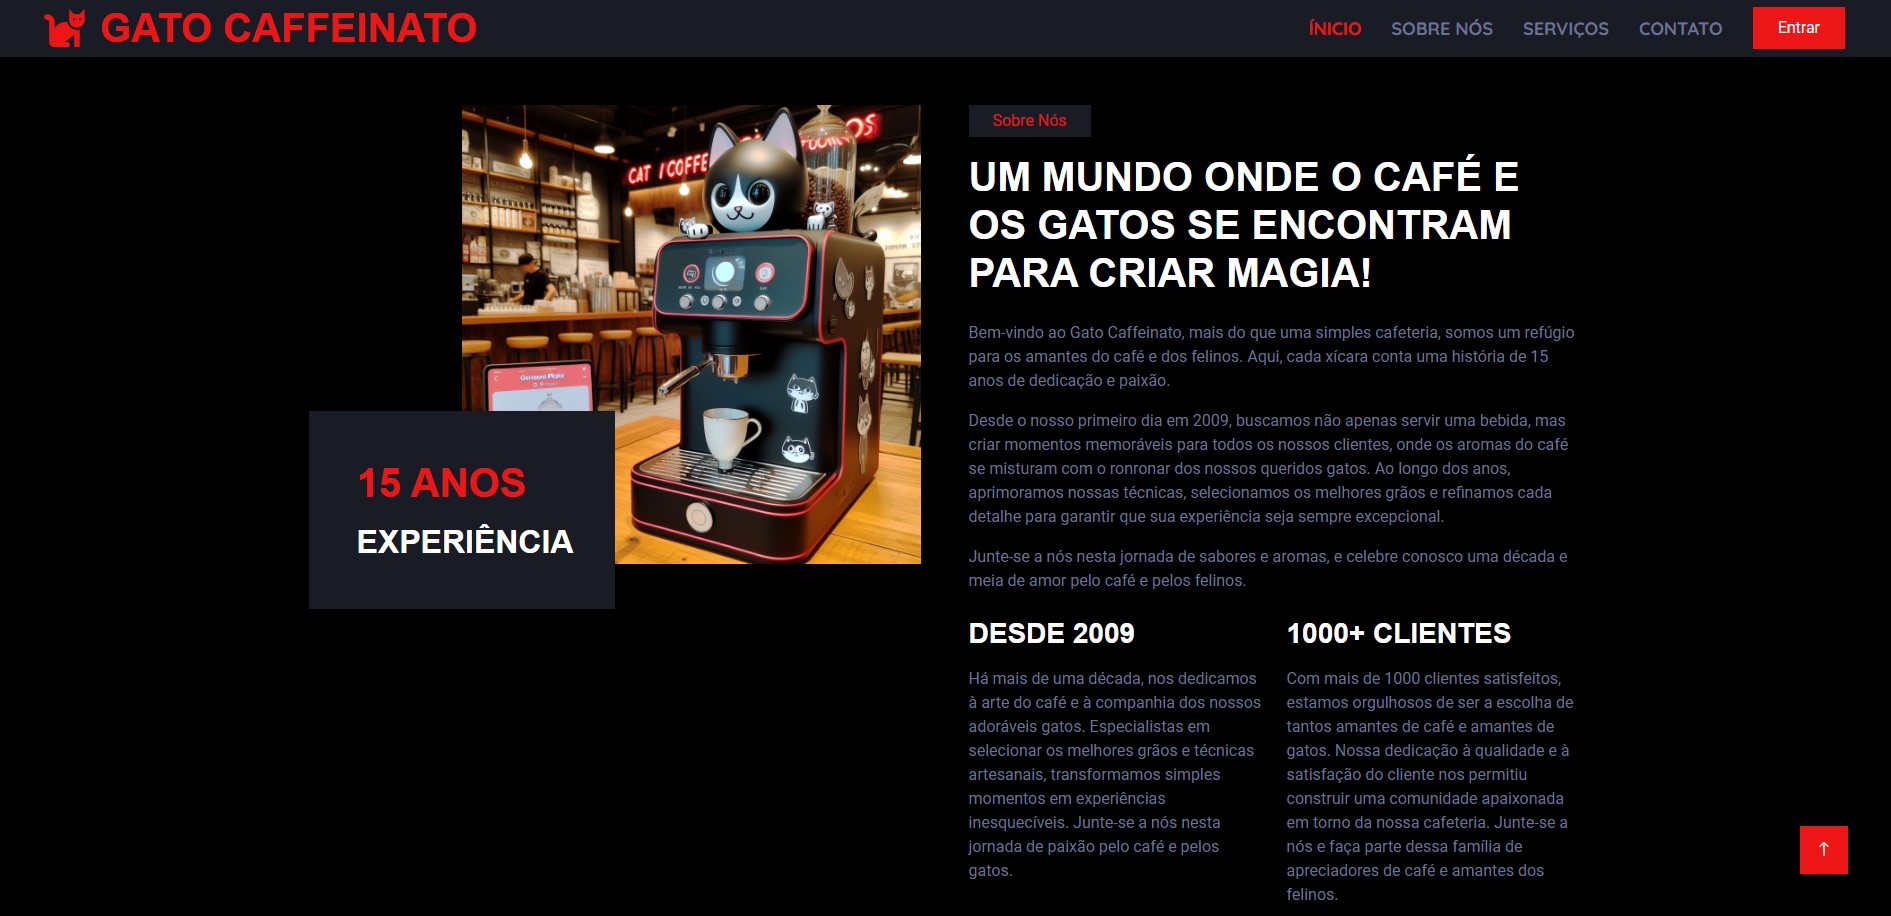 GATO CAFFEINATO
ÍNICIO SOBRE NÓS SERVIÇOS CONTATO Entrar
CAT / COFFE
15 ANOS
EXPERIÊNCIA
Sobre Nós
UM MUNDO ONDE O CAFÉ E
OS GATOS SE ENCONTRAM
PARA CRIAR MAGIA!
Bem-vindo ao Gato Caffeinato, mais do que uma simples cafeteria, somos um refúgio
para os amantes do café e dos felinos. Aqui, cada xícara conta uma história de 15
anos de dedicação e paixão.
Desde o nosso primeiro dia em 2009, buscamos não apenas servir uma bebida, mas
criar momentos memoráveis para todos os nossos clientes, onde os aromas do café
se misturam com o ronronar dos nossos queridos gatos. Ao longo dos anos,
aprimoramos nossas técnicas, selecionamos os melhores grãos e refinamos cada
detalhe para garantir que sua experiência seja sempre excepcional.
Junte-se a nós nesta jornada de sabores e aromas, e celebre conosco uma década e
meia de amor pelo café e pelos felinos.
DESDE 2009
Há mais de uma década, nos dedicamos
à arte do café e à companhia dos nossos
adoráveis gatos. Especialistas em
selecionar os melhores grãos e técnicas
artesanais, transformamos simples
momentos em experiências
inesquecíveis. Junte-se a nós nesta
jornada de paixão pelo café e pelos
gatos.
1000+ CLIENTES
Com mais de 1000 clientes satisfeitos,
estamos orgulhosos de ser a escolha de
tantos amantes de café e amantes de
gatos. Nossa dedicação à qualidade e à
satisfação do cliente nos permitiu
construir uma comunidade apaixonada
em torno da nossa cafeteria. Junte-se a
nós e faça parte dessa família de
apreciadores de café e amantes dos
felinos.